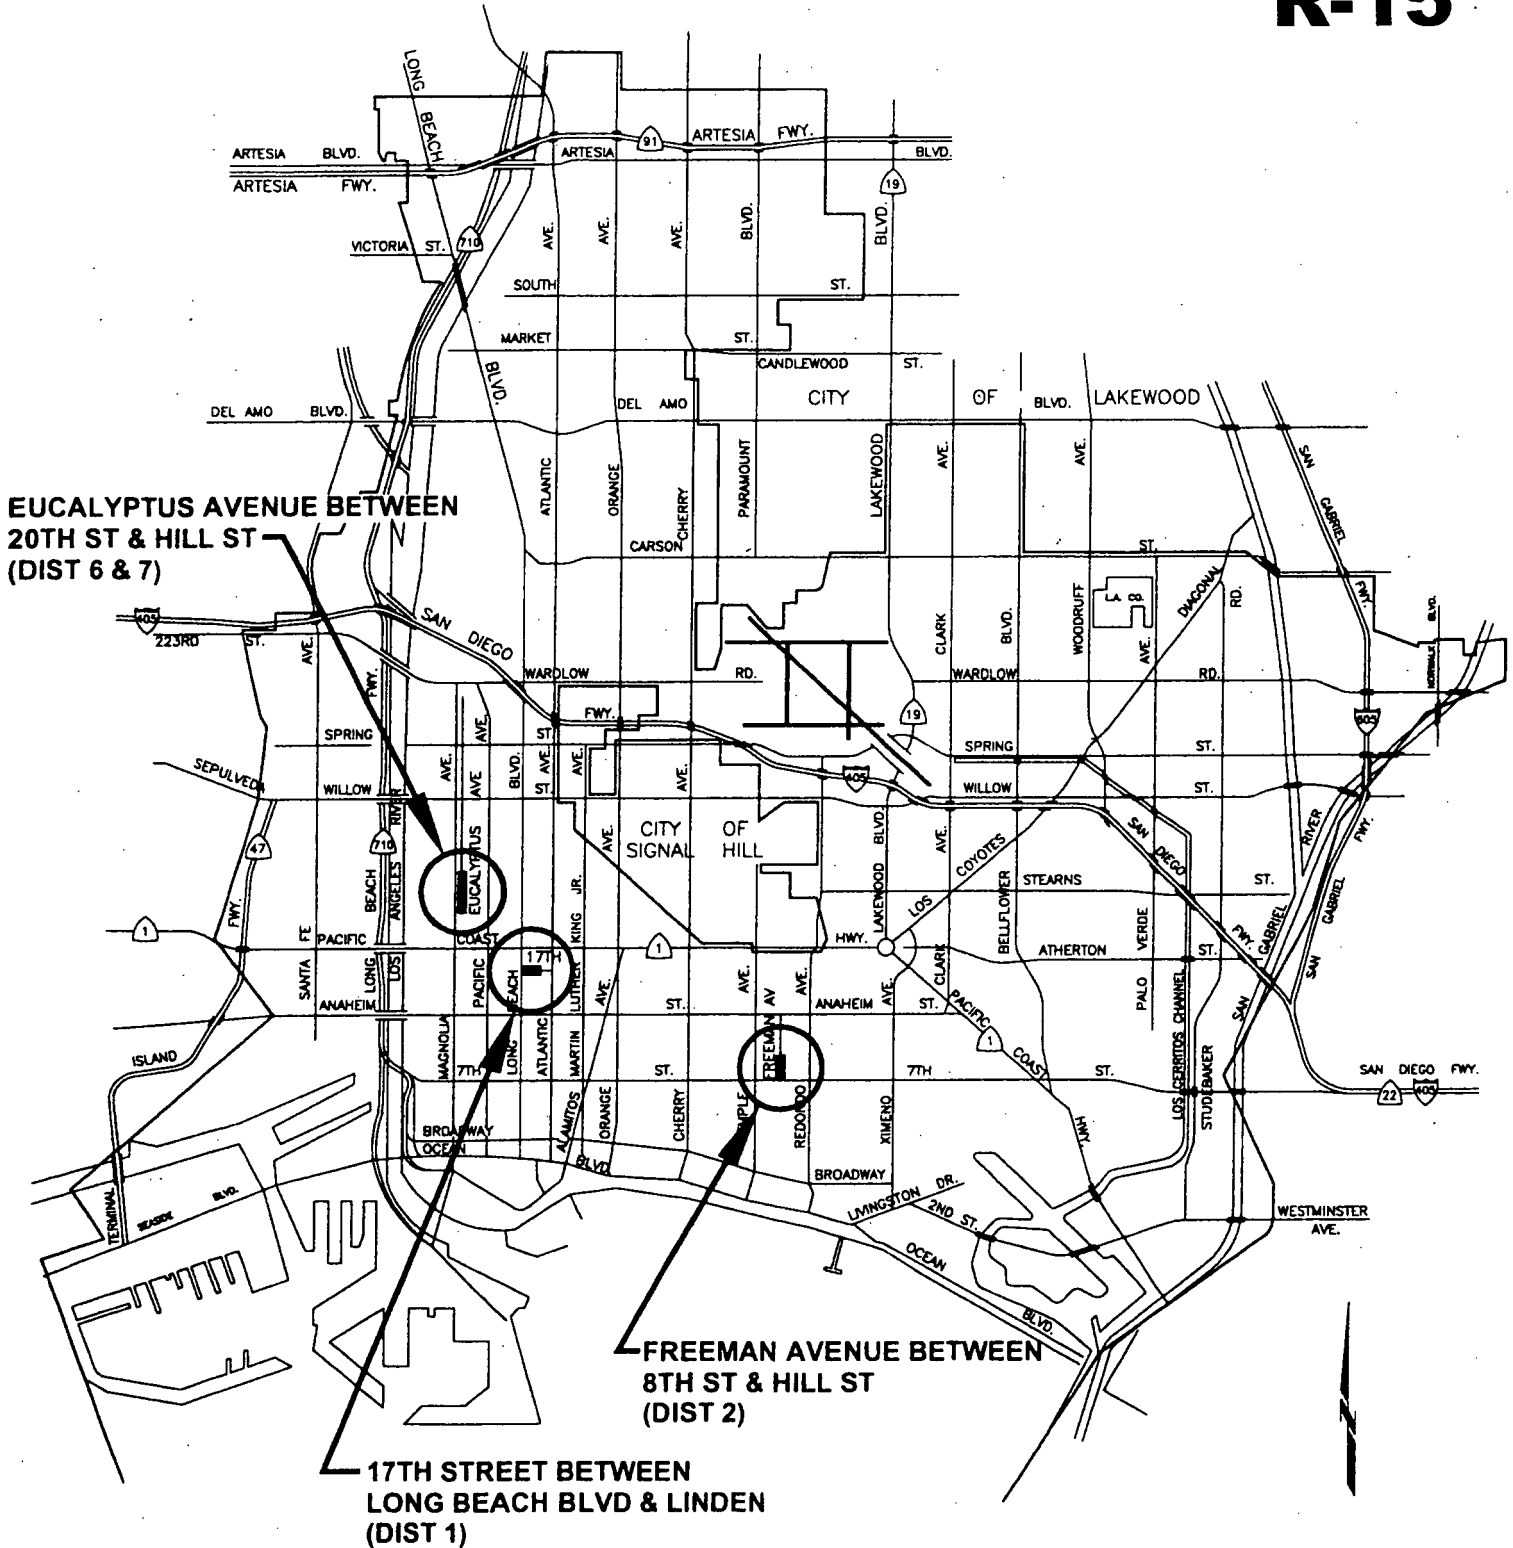 R-15
LONG BEACH
91
ARTESIA FWY.
ARTESIA BLVD.
ARTESIA BLVD.
ARTESIA FWY.
19
AVE.
AVE.
AVE.
BLVD.
BLVD.
VICTORIA ST.
710
SOUTH ST.
MARKET ST.
BLVD.
CANDLEWOOD ST.
CITY OF LAKEWOOD
DEL AMO BLVD.
DEL AMO
BLVD.
ATLANTIC
ORANGE
CHERRY
PARAMOUNT
LAKEWOOD
AVE.
AVE.
SAN GABRIEL FWY.
EUCALYPTUS AVENUE BETWEEN
20TH ST & HILL ST
(DIST 6 & 7)
CARSON ST.
L.A. CO.
DIAGONAL
RD.
NORWALK BLVD.
405
223RD ST.
AVE.
FWY.
SAN DIEGO FWY.
WARDLOW RD.
CLARK
BLVD.
WOODRUFF
AVE.
WARDLOW RD.
19
605
AVE.
SPRING ST.
AVE.
AVE
BLVD.
AVE.
AVE.
AVE.
SPRING ST.
SEPULVEDA
WILLOW ST.
405
WILLOW ST.
47
710
CITY OF
SIGNAL HILL
AVE.
BLVD.
AVE.
SAN DIEGO FWY.
RIVER
FWY.
EUCALYPTUS
LOS COYOTES
STEARNS ST.
1
FWY.
SANTA FE
PACIFIC COAST HWY.
1
LONG BEACH
LOS ANGELES RIVER
17TH
LAKEWOOD
CLARK
BELLFLOWER
ATHERTON ST.
PALO VERDE
SAN GABRIEL
SAN GABRIEL
ANAHEIM ST.
ANAHEIM ST.
MAGNOLIA
PACIFIC
LONG BEACH
ATLANTIC
MARTIN LUTHER KING JR.
AVE.
AVE.
FREEMAN AV
AVE.
AVE.
PACIFIC COAST HWY.
1
LOS CERRITOS CHANNEL
STUDEBAKER
ISLAND
7TH ST.
7TH ST.
SAN DIEGO FWY.
22
405
ALAMITOS
ORANGE
CHERRY
REDONDO
XIMENO
BROADWAY
OCEAN BLVD.
BROADWAY
TERMINAL
SEASIDE BLVD.
LIVINGSTON DR.
2ND ST.
WESTMINSTER
AVE.
OCEAN BLVD.
FREEMAN AVENUE BETWEEN
8TH ST & HILL ST
(DIST 2)
17TH STREET BETWEEN
LONG BEACH BLVD & LINDEN
(DIST 1)
N